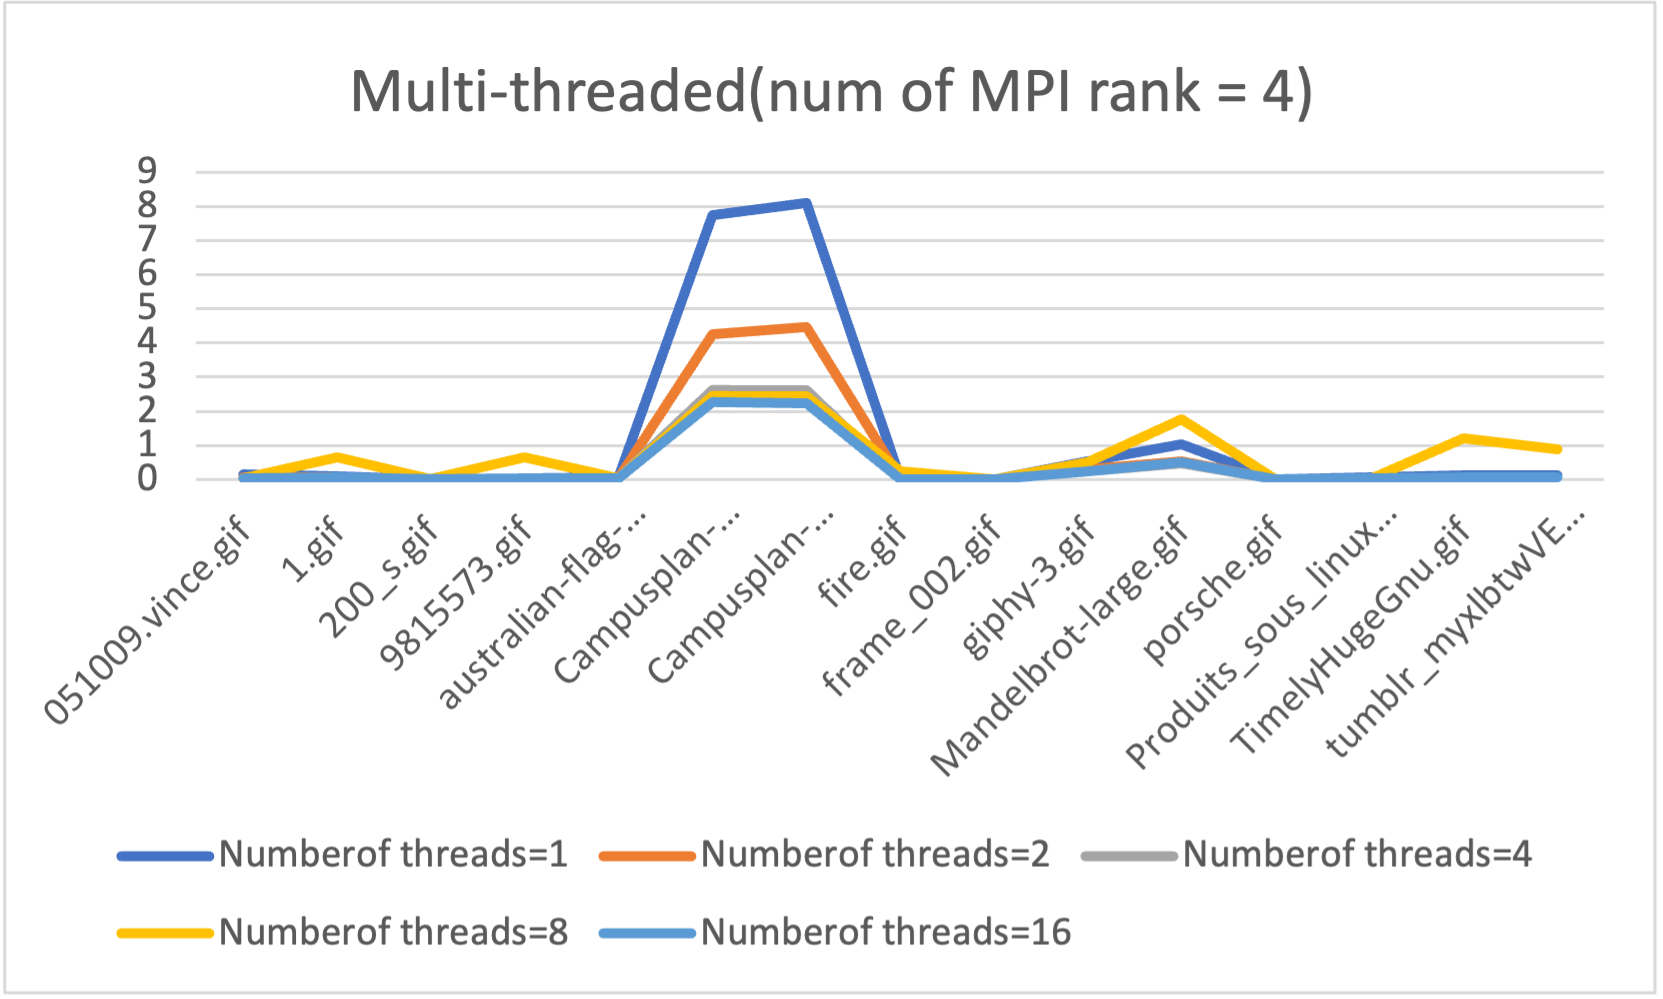 Multi-threaded(num of MPI rank = 4)
9
8
7
6
5
4
3
2
1
0
051009.vince.gif
1.gif
200_s.gif
9815573.gif
australian-flag-...
Campusplan-...
Campusplan-...
fire.gif
frame_002.gif
giphy-3.gif
Mandelbrot-large.gif
porsche.gif
Produits_sous_linux...
TimelyHugeGnu.gif
tumblr_myxlbtwVE...
Numberof threads=1
Numberof threads=2
Numberof threads=4
Numberof threads=8
Numberof threads=16